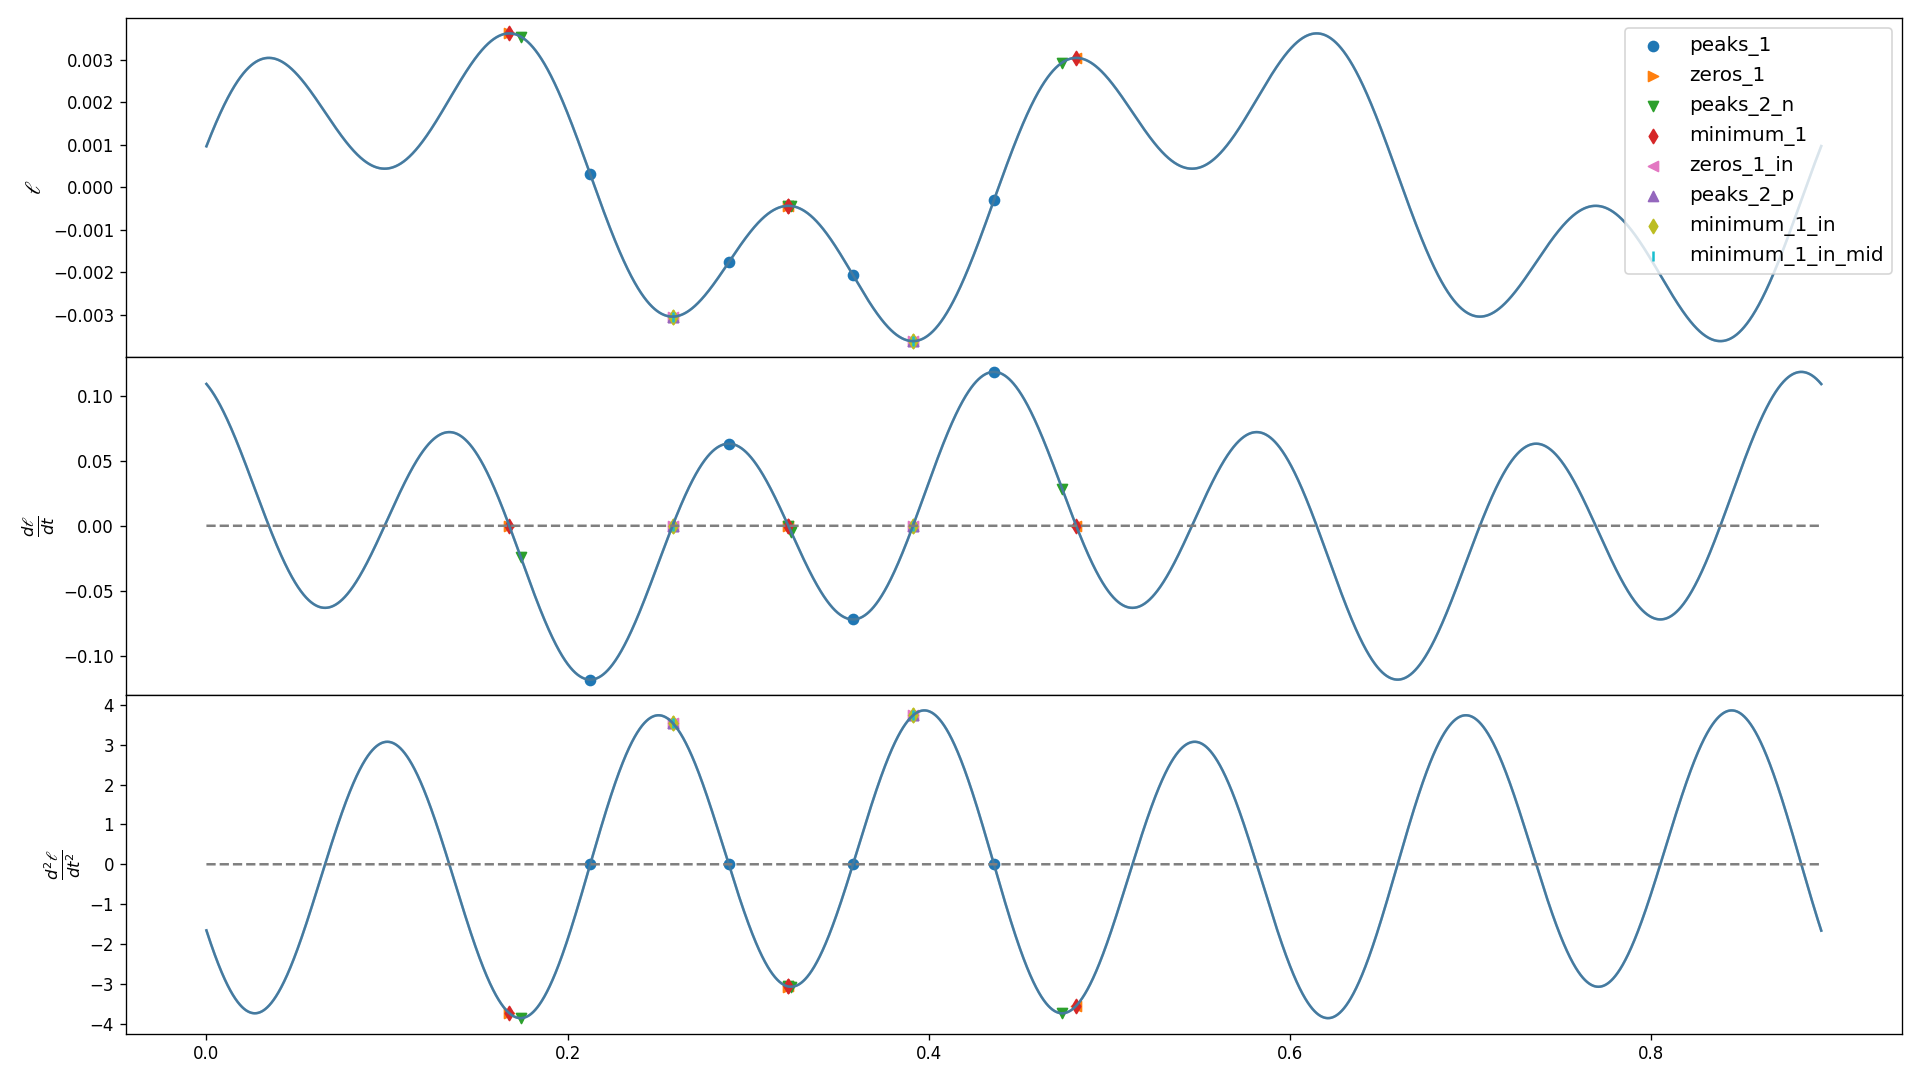 0.003
0.002
0.001
0.000
−0.001
−0.002
−0.003
ℓ
peaks_1
zeros_1
peaks_2_n
minimum_1
zeros_1_in
peaks_2_p
minimum_1_in
minimum_1_in_mid
0.10
0.05
0.00
−0.05
−0.10
dℓ
dt
4
3
2
1
0
−1
−2
−3
−4
d²ℓ
dt²
0.0 0.2 0.4 0.6 0.8